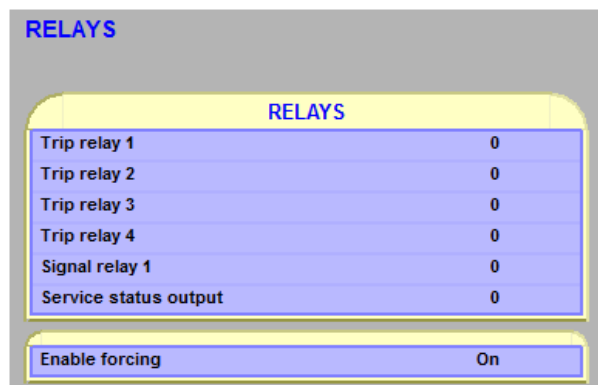 RELAYS
RELAYS
Trip relay 1 0
Trip relay 2 0
Trip relay 3 0
Trip relay 4 0
Signal relay 1 0
Service status output 0
Enable forcing On